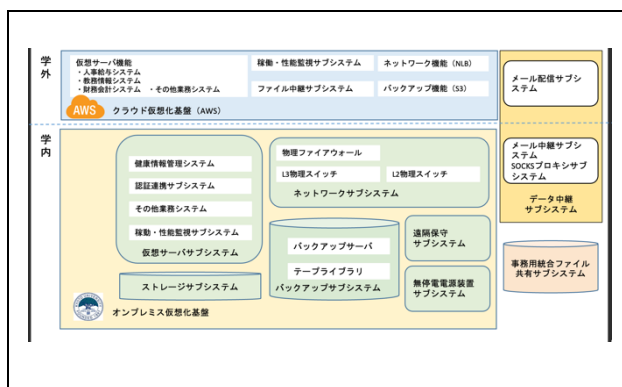 学外
仮想サーバ機能
・人事給与システム
・教務情報システム
・財務会計システム ・その他業務システム
稼働・性能監視サブシステム
ネットワーク機能（NLB）
ファイル中継サブシステム
バックアップ機能（S3）
AWS
クラウド仮想化基盤（AWS）
メール配信サブシ
ステム
学内
健康情報管理システム
認証連携サブシステム
その他業務システム
稼動・性能監視サブシステム
仮想サーバサブシステム
ストレージサブシステム
オンプレミス仮想化基盤
物理ファイアウォール
L3物理スイッチ
L2物理スイッチ
ネットワークサブシステム
バックアップサーバ
テープライブラリ
バックアップサブシステム
遠隔保守
サブシステム
無停電電源装置
サブシステム
メール中継サブシ
ステム
SOCKSプロキシサブ
システム
データ中継
サブシステム
事務用統合ファイル
共有サブシステム